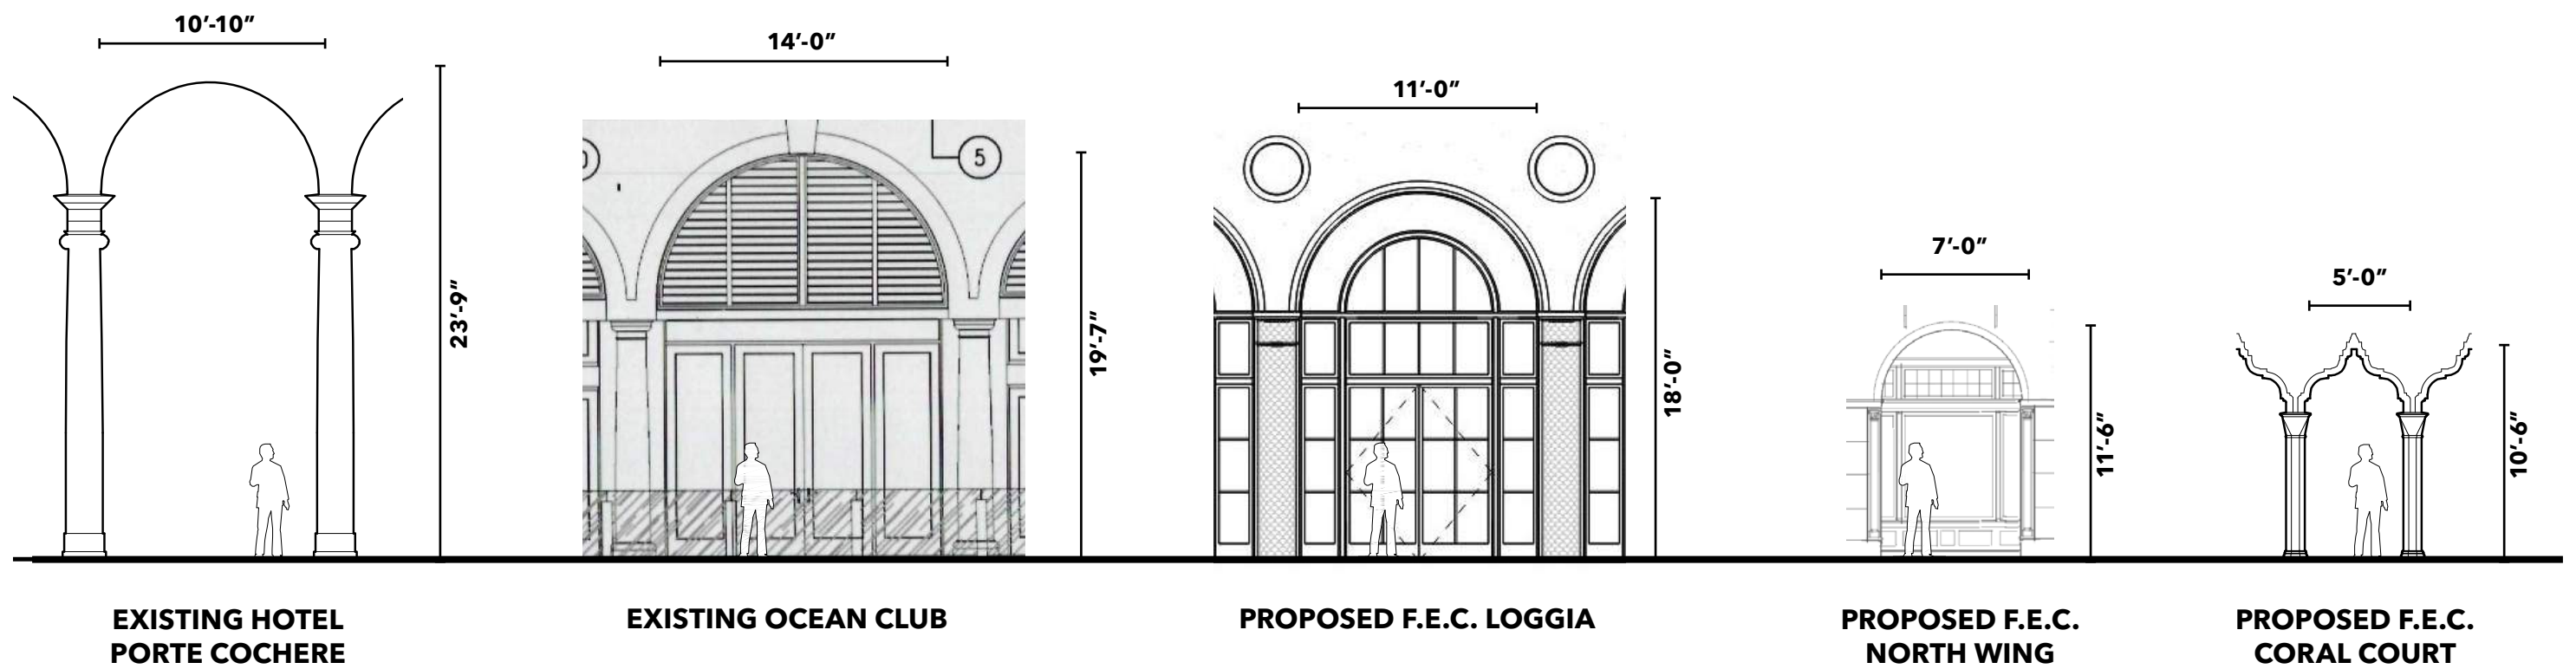 10’-10”
14’-0”
11’-0”
7’-0”
5’-0”
5
23’-9”
19’-7”
18’-0”
11’-6”
10’-6”
EXISTING HOTEL
PORTE COCHERE
EXISTING OCEAN CLUB
PROPOSED F.E.C. LOGGIA
PROPOSED F.E.C.
NORTH WING
PROPOSED F.E.C.
CORAL COURT